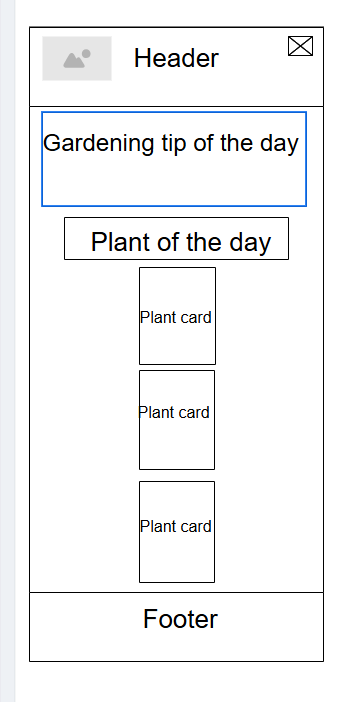 Header
Gardening tip of the day
Plant of the day
Plant card
Plant card
Plant card
Footer